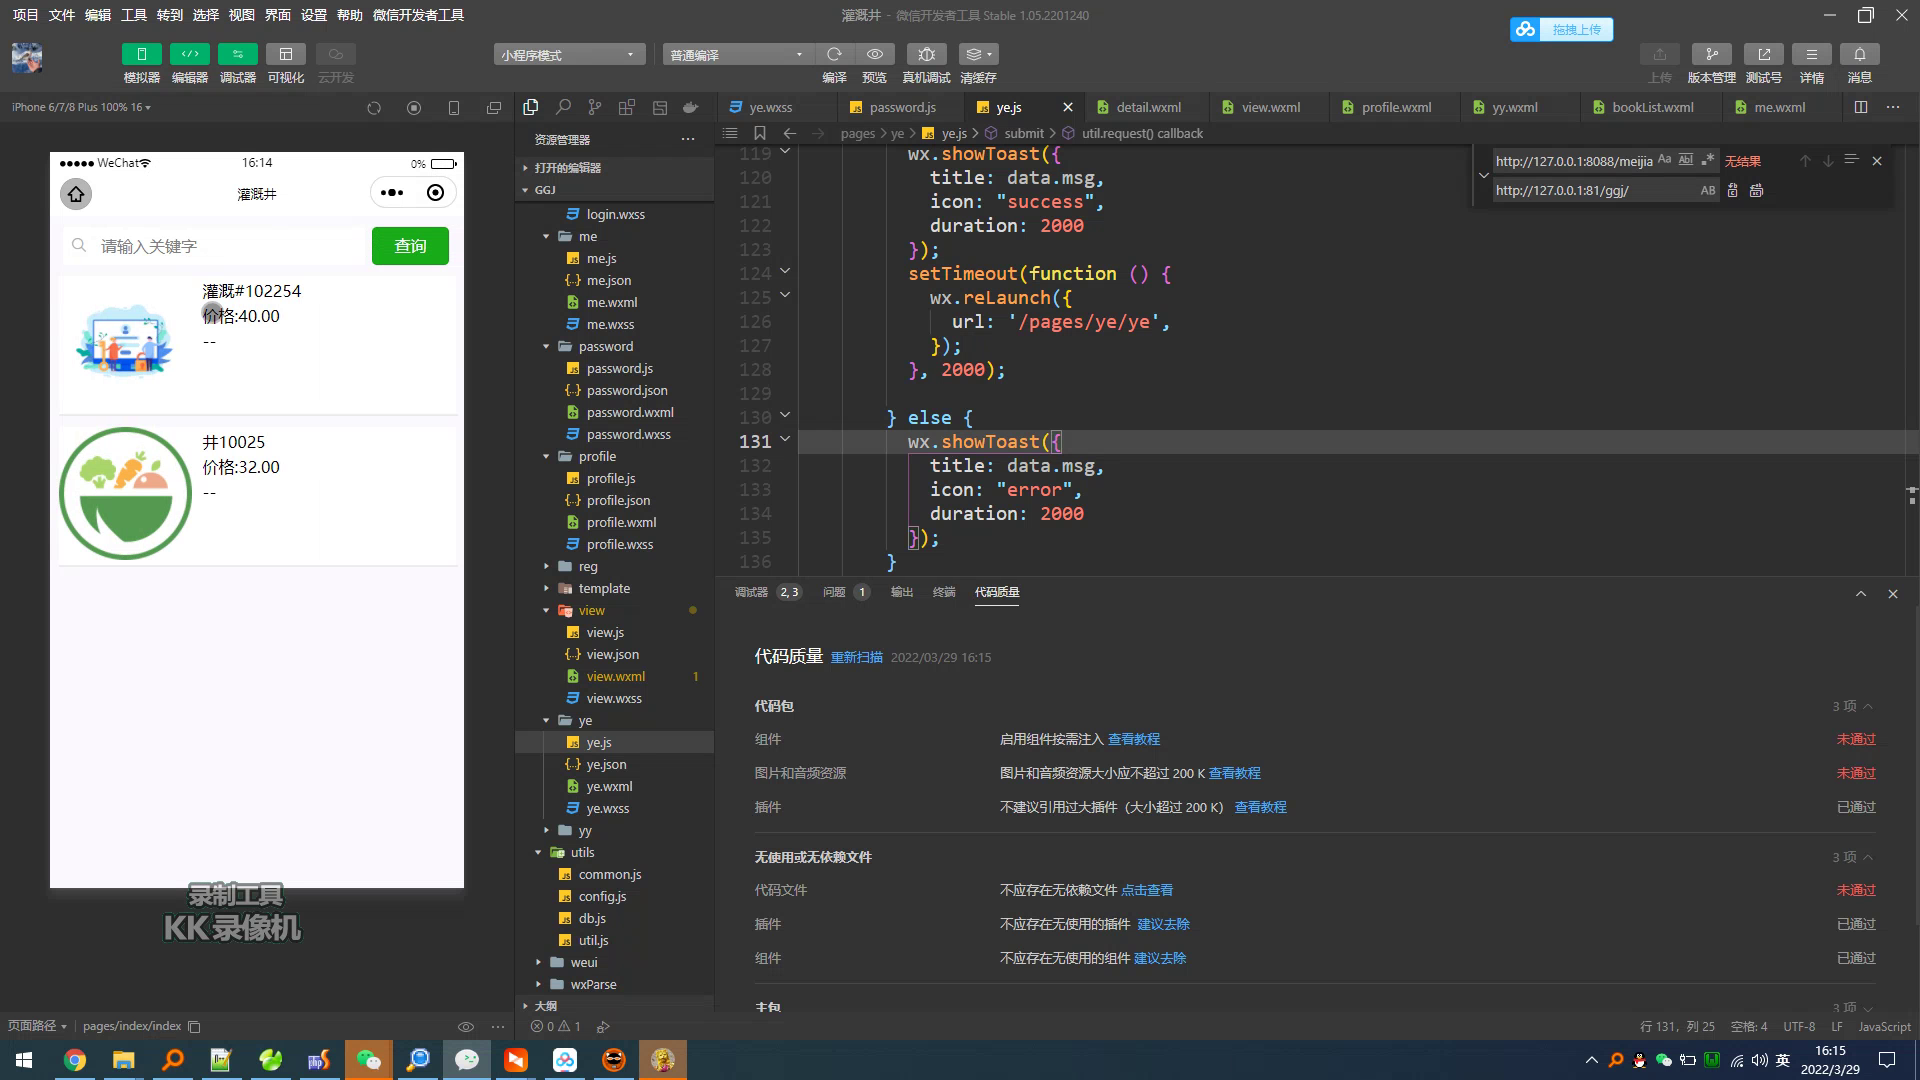 项目 文件 编辑 工具 转到 选择 视图 界面 设置 帮助 微信开发者工具
灌溉井 - 微信开发者工具 Stable 1.05.2201240
拖拽上传
小程序模式
普通编译
模拟器 编辑器 调试器 可视化 云开发
编译 预览 真机调试 清缓存
上传 版本管理 测试号 详情 消息
iPhone 6/7/8 Plus 100% 16
WeChat 16:14 0%
灌溉井
请输入关键字 查询
灌溉#102254
价格:40.00
--
井10025
价格:32.00
--
录制工具
KK 录像机
页面路径 pages/index/index
资源管理器
打开的编辑器
GGJ
login.wxss
me
me.js
me.json
me.wxml
me.wxss
password
password.js
password.json
password.wxml
password.wxss
profile
profile.js
profile.json
profile.wxml
profile.wxss
reg
template
view
view.js
view.json
view.wxml 1
view.wxss
ye
ye.js
ye.json
ye.wxml
ye.wxss
yy
utils
common.js
config.js
db.js
util.js
weui
wxParse
大纲
0 1
ye.wxss password.js ye.js detail.wxml view.wxml profile.wxml yy.wxml bookList.wxml me.wxml
pages > ye > ye.js > submit > util.request() callback
http://127.0.0.1:8088/meijia Aa Abl 无结果
http://127.0.0.1:81/ggj/ AB
119 wx.showToast({
120 title: data.msg,
121 icon: "success",
122 duration: 2000
123 });
124 setTimeout(function () {
125 wx.reLaunch({
126 url: '/pages/ye/ye',
127 });
128 }, 2000);
129
130 } else {
131 wx.showToast({
132 title: data.msg,
133 icon: "error",
134 duration: 2000
135 });
136 }
调试器 2, 3 问题 1 输出 终端 代码质量
代码质量 重新扫描 2022/03/29 16:15
代码包 3 项
组件 启用组件按需注入 查看教程 未通过
图片和音频资源 图片和音频资源大小应不超过 200 K 查看教程 未通过
插件 不建议引用过大插件（大小超过 200 K） 查看教程 已通过
无使用或无依赖文件 3 项
代码文件 不应存在无依赖文件 点击查看 未通过
插件 不应存在无使用的插件 建议去除 已通过
组件 不应存在无使用的组件 建议去除 已通过
主包 3 项
行 131，列 25 空格: 4 UTF-8 LF JavaScript
英 16:15
2022/3/29